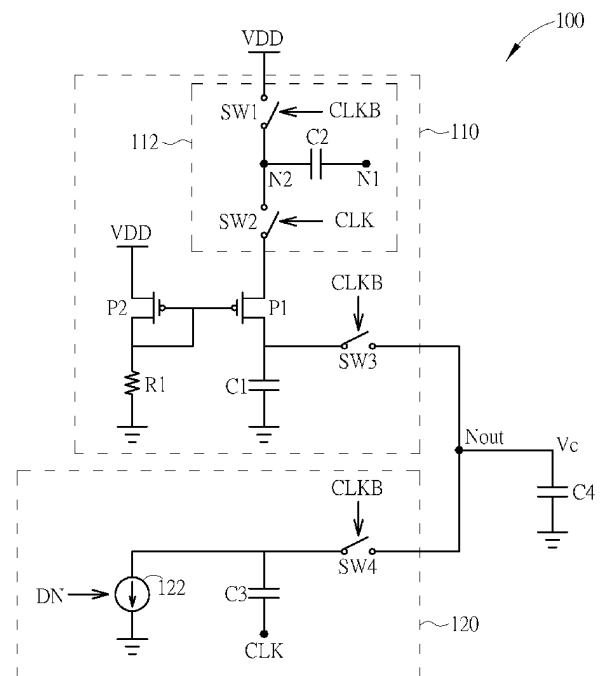 100
VDD
SW1
CLKB
110
112
C2
N2
N1
SW2
CLK
VDD
P2
P1
CLKB
SW3
R1
C1
Nout
Vc
C4
CLKB
SW4
DN
122
C3
CLK
120